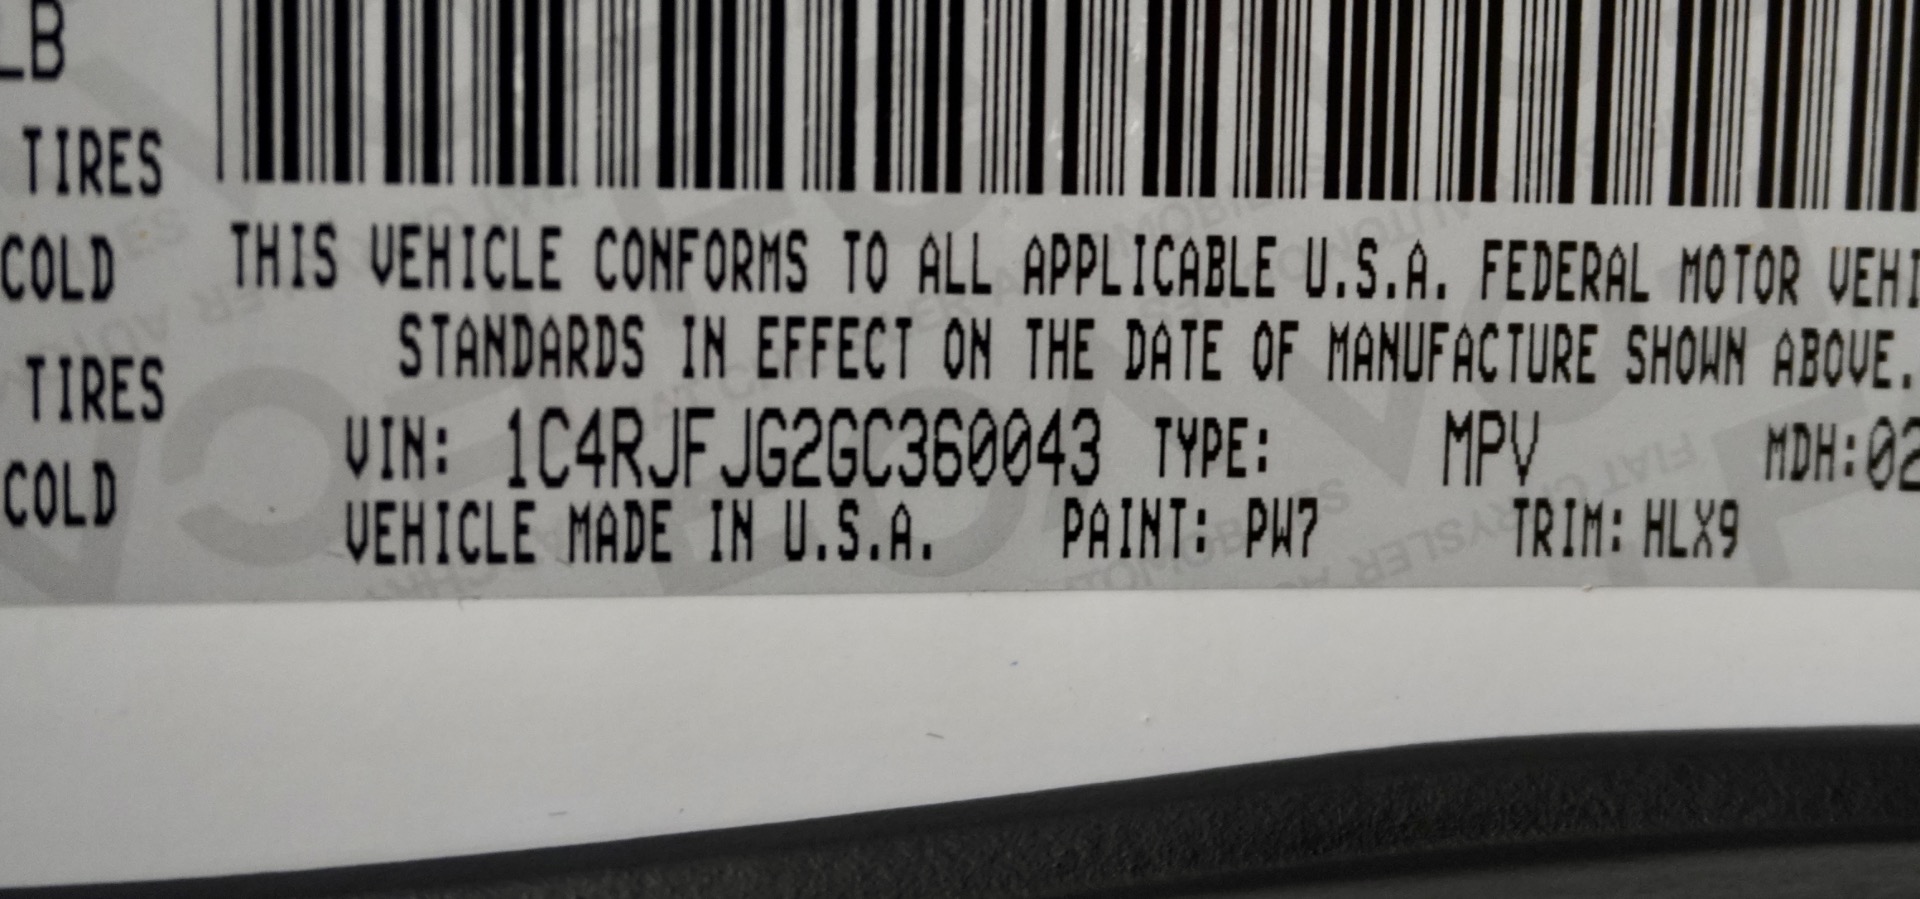 LB
TIRES
COLD
TIRES
COLD
THIS VEHICLE CONFORMS TO ALL APPLICABLE U.S.A. FEDERAL MOTOR VEHI
STANDARDS IN EFFECT ON THE DATE OF MANUFACTURE SHOWN ABOVE.
VIN: 1C4RJFJG2GC360043 TYPE: MPV MDH:02
VEHICLE MADE IN U.S.A. PAINT: PW7 TRIM: HLX9